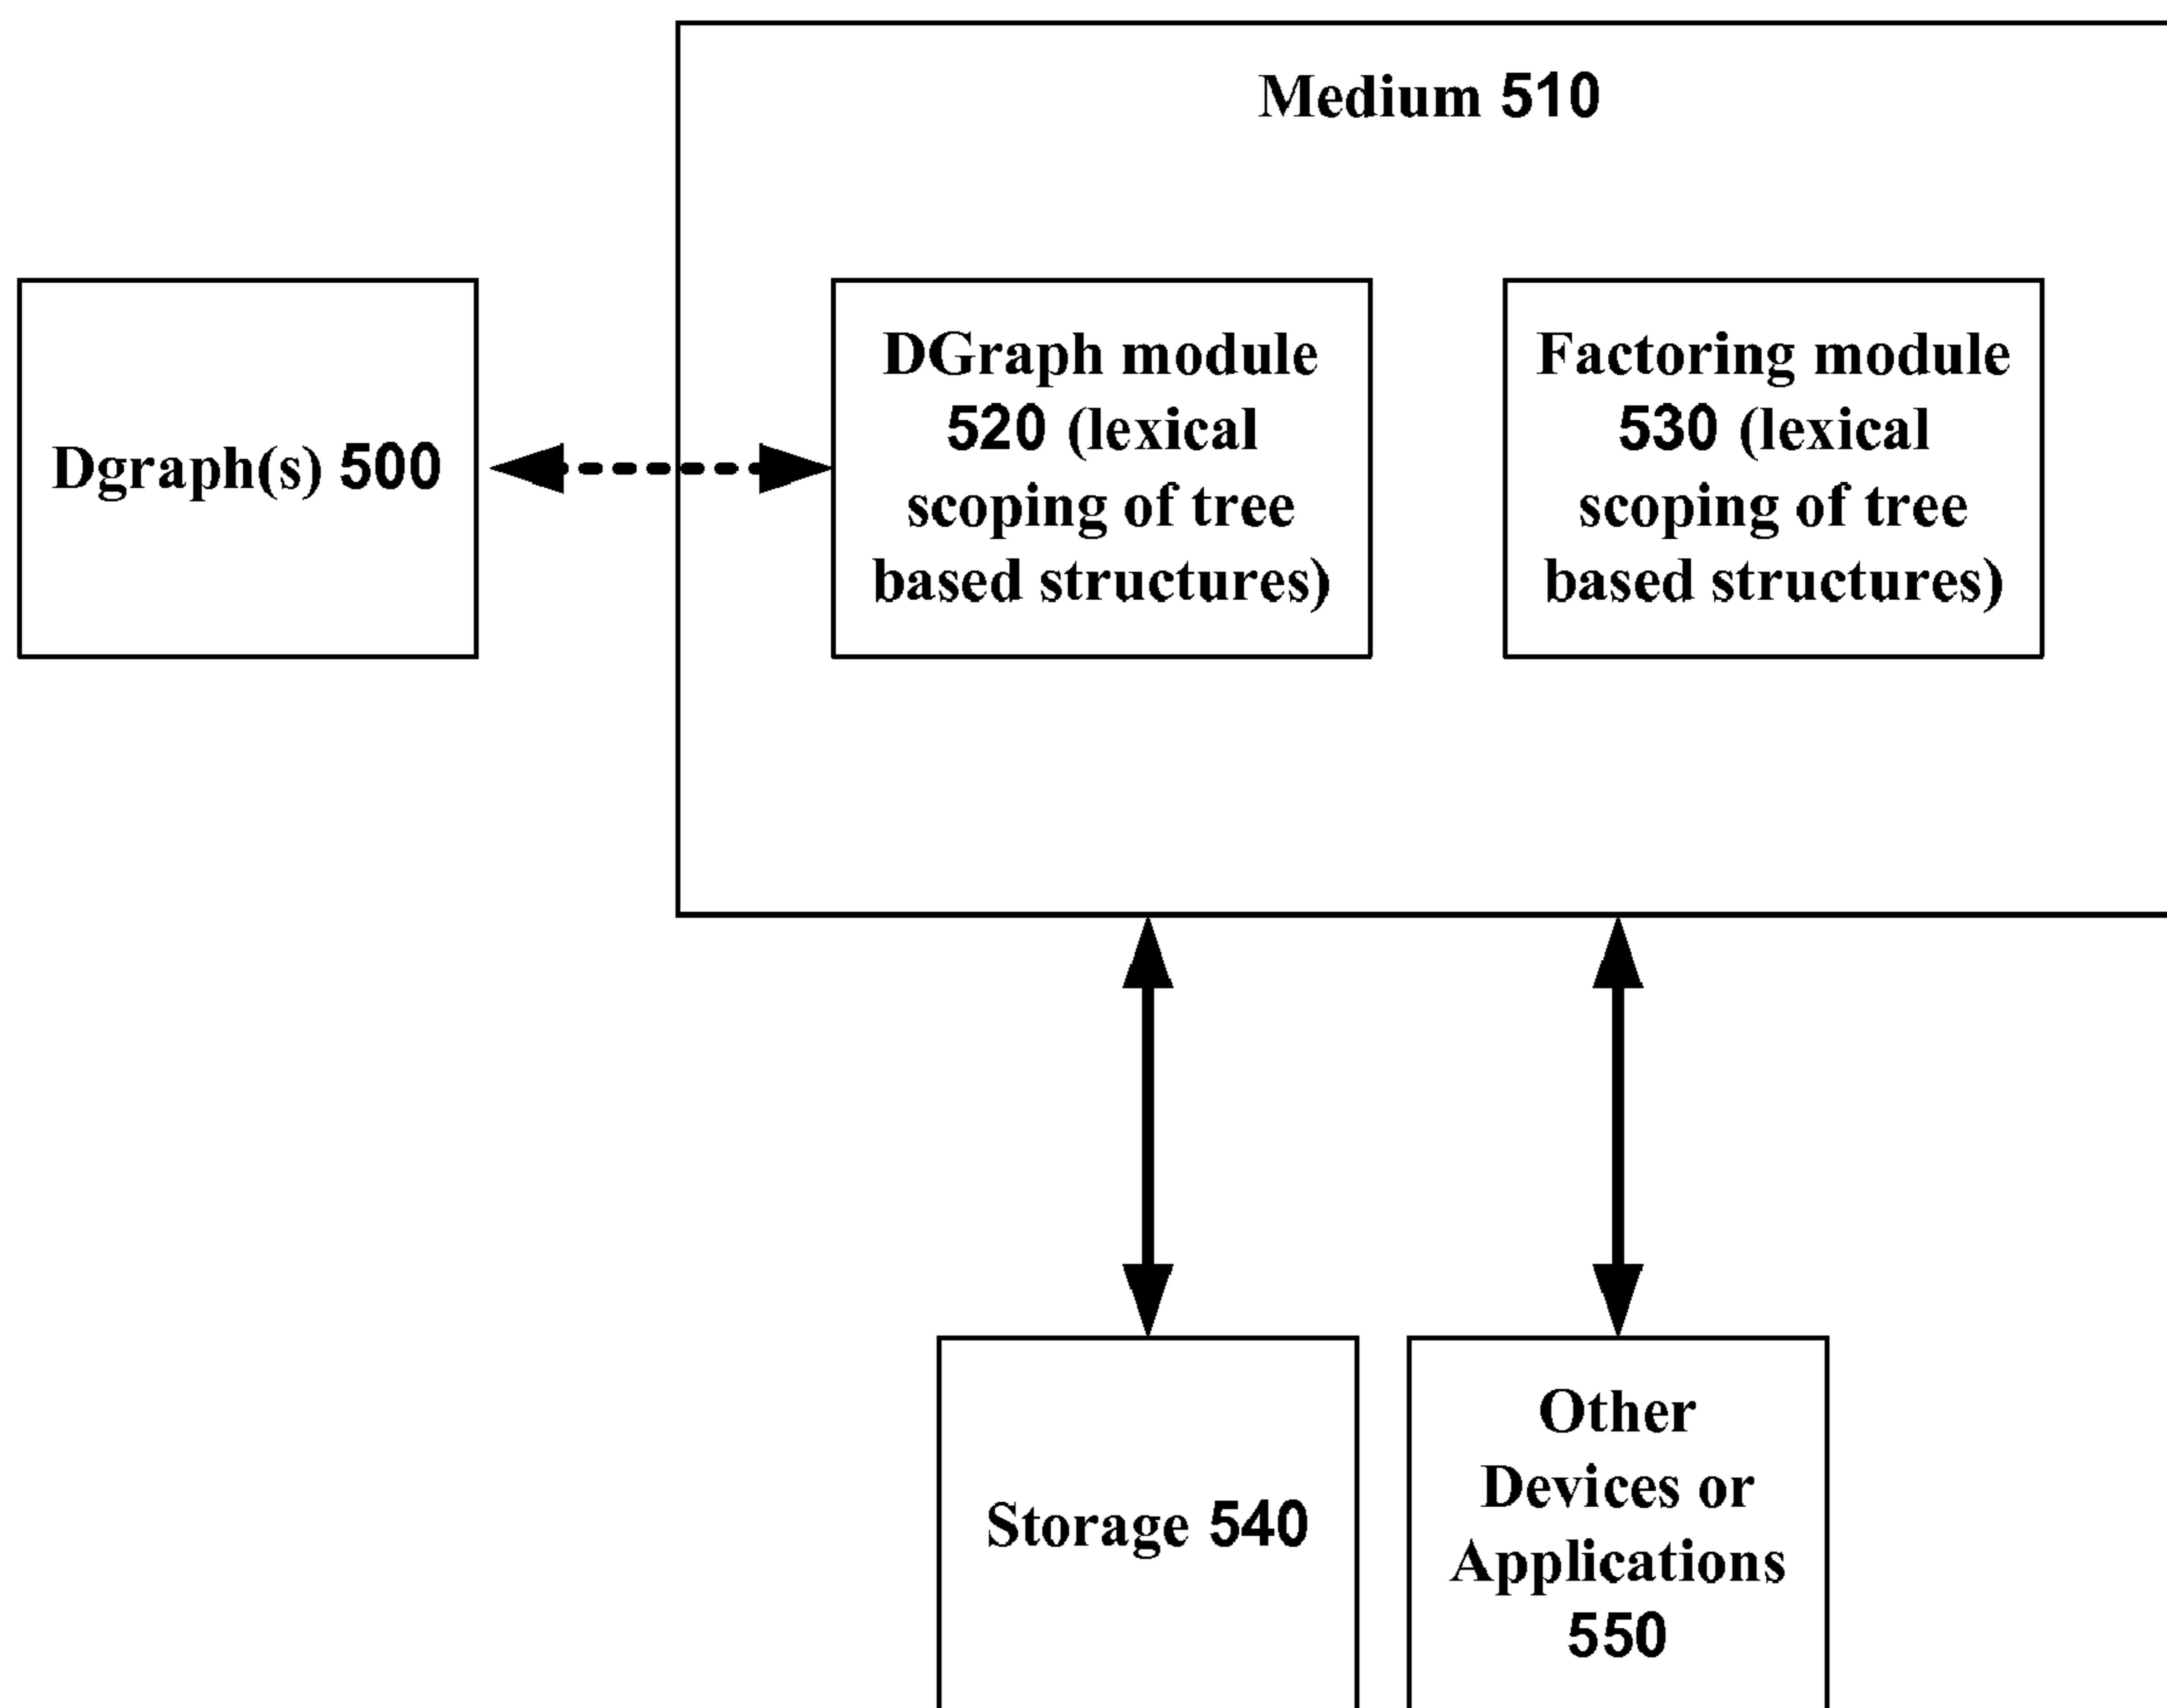 Medium 510
Dgraph(s) 500
DGraph module
520 (lexical
scoping of tree
based structures)
Factoring module
530 (lexical
scoping of tree
based structures)
Storage 540
Other
Devices or
Applications
550